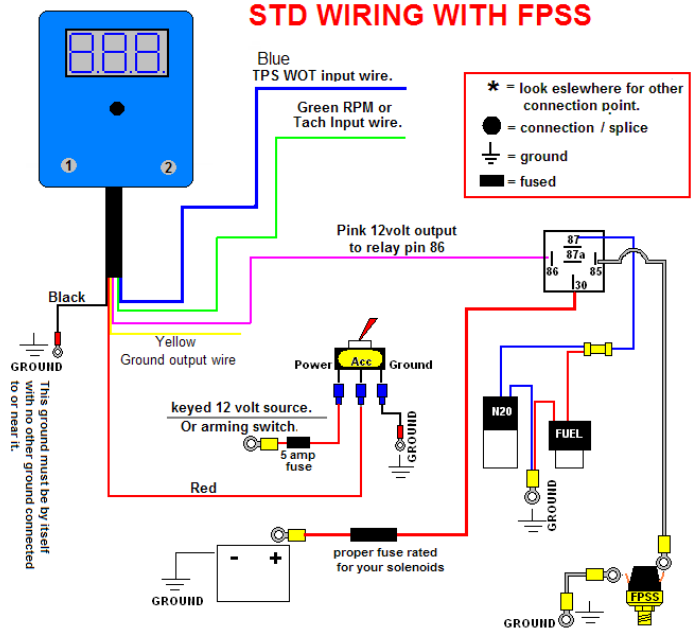 STD WIRING WITH FPSS
8.8.8.
1
2
Blue
TPS WOT input wire.
Green RPM or
Tach Input wire.
* = look eslewhere for other
connection point.
= connection / splice
= ground
= fused
Pink 12volt output
to relay pin 86
87
87a
86
85
30
Black
GROUND
Yellow
Ground output wire
This ground must be by itself
with no other ground connected
to or near it.
Power
Acc
Ground
keyed 12 volt source.
Or arming switch.
5 amp
fuse
GROUND
Red
N20
FUEL
GROUND
- +
proper fuse rated
for your solenoids
GROUND
FPSS
GROUND